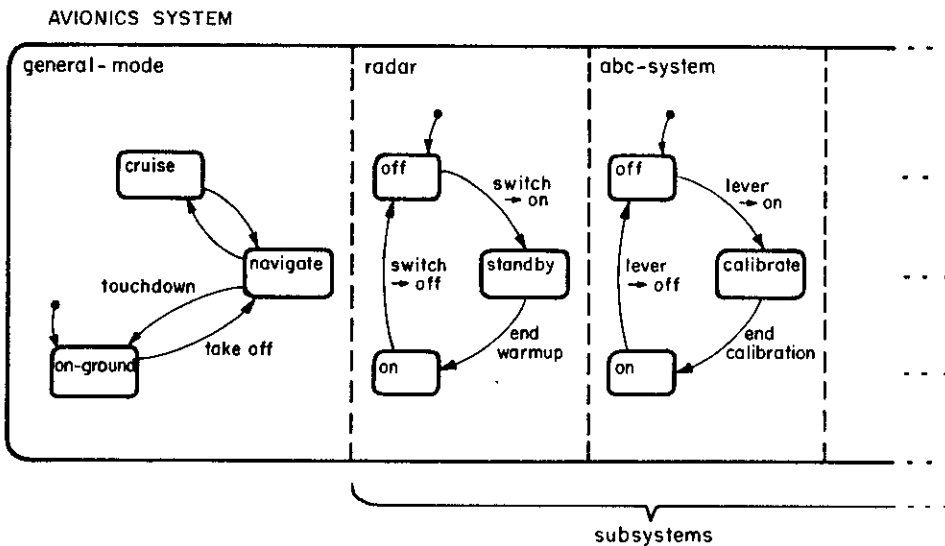 AVIONICS SYSTEM
general-mode
cruise
navigate
touchdown
take off
on-ground
radar
off
switch
→ on
standby
switch
→ off
end
warmup
on
abc-system
off
lever
→ on
calibrate
lever
→ off
end
calibration
on
subsystems